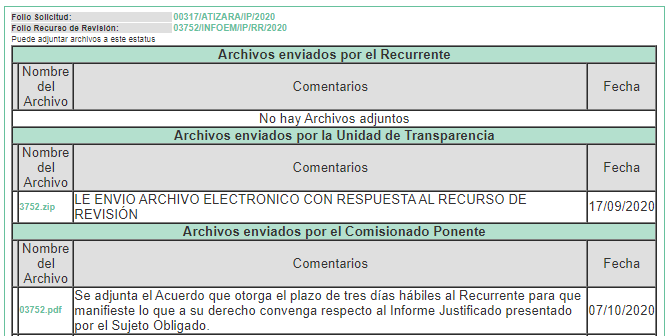 Folio Solicitud: 00317/ATIZARA/IP/2020
Folio Recurso de Revisión: 03752/INFOEM/IP/RR/2020
Puede adjuntar archivos a este estatus
Archivos enviados por el Recurrente
Nombre del Archivo Comentarios Fecha
No hay Archivos adjuntos
Archivos enviados por la Unidad de Transparencia
Nombre del Archivo Comentarios Fecha
3752.zip LE ENVIO ARCHIVO ELECTRONICO CON RESPUESTA AL RECURSO DE
REVISIÓN 17/09/2020
Archivos enviados por el Comisionado Ponente
Nombre del Archivo Comentarios Fecha
Se adjunta el Acuerdo que otorga el plazo de tres días hábiles al Recurrente para que
03752.pdf manifieste lo que a su derecho convenga respecto al Informe Justificado presentado 07/10/2020
por el Sujeto Obligado.